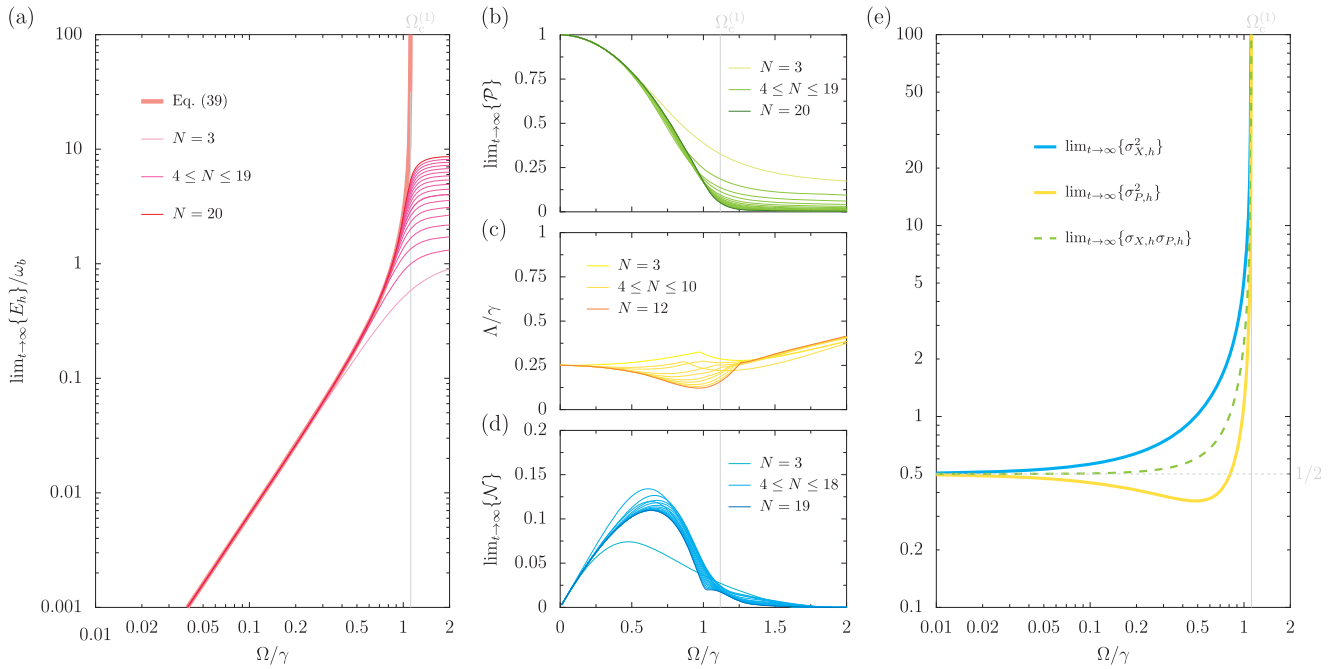 (a)
Ω_c^(1)
100
10
1
0.1
0.01
0.001
lim_{t→∞}{E_h}/ω_b
Eq. (39)
N = 3
4 ≤ N ≤ 19
N = 20
0.01
0.02
0.05
0.1
0.2
0.5
1
2
Ω/γ
(b)
Ω_c^(1)
1
0.75
0.5
0.25
0
lim_{t→∞}{𝒫}
N = 3
4 ≤ N ≤ 19
N = 20
(c)
1
0.75
0.5
0.25
0
Λ/γ
N = 3
4 ≤ N ≤ 10
N = 12
(d)
0.2
0.15
0.1
0.05
0
lim_{t→∞}{𝒩}
N = 3
4 ≤ N ≤ 18
N = 19
0
0.5
1
1.5
2
Ω/γ
(e)
Ω_c^(1)
100
50
20
10
5
2
1
0.5
0.2
0.1
lim_{t→∞}{σ²_{X,h}}
lim_{t→∞}{σ²_{P,h}}
lim_{t→∞}{σ_{X,h}σ_{P,h}}
1/2
0.01
0.02
0.05
0.1
0.2
0.5
1
2
Ω/γ